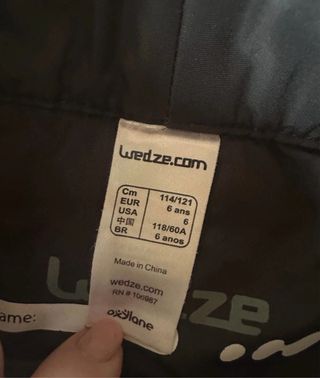 wedze.com
Cm 114/121
EUR 6 ans
USA 6
中国 118/60A
BR 6 anos
Made in China
wedze.com
RN # 106987
oxylane
wedze
ame: